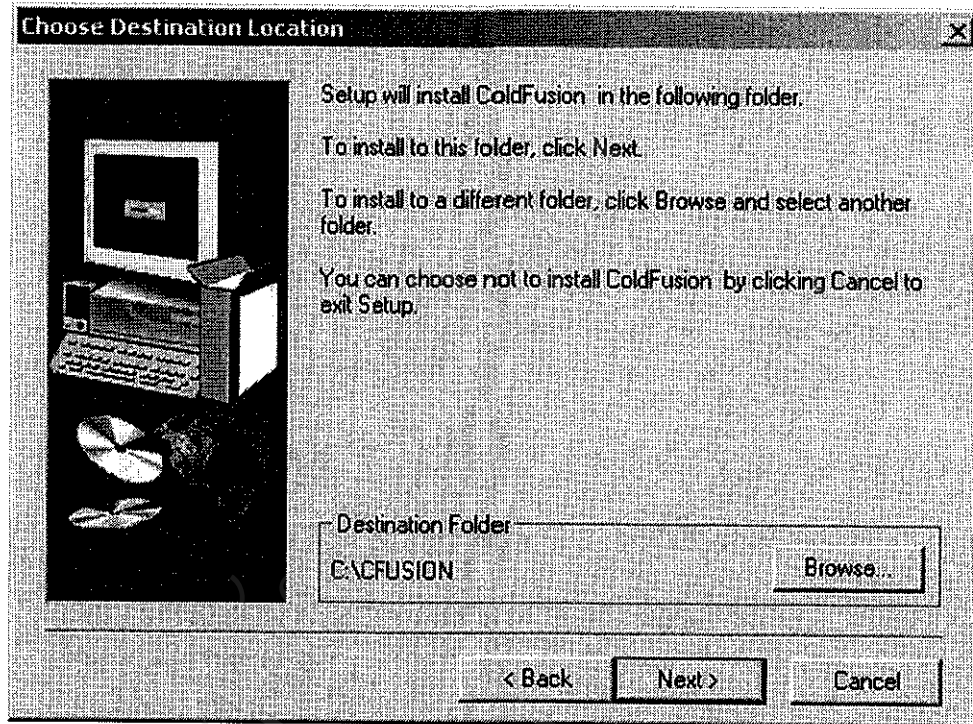 Choose Destination Location
Setup will install ColdFusion in the following folder.
To install to this folder, click Next.
To install to a different folder, click Browse and select another
folder.
You can choose not to install ColdFusion by clicking Cancel to
exit Setup.
Destination Folder
C:\CFUSION
Browse...
< Back
Next >
Cancel